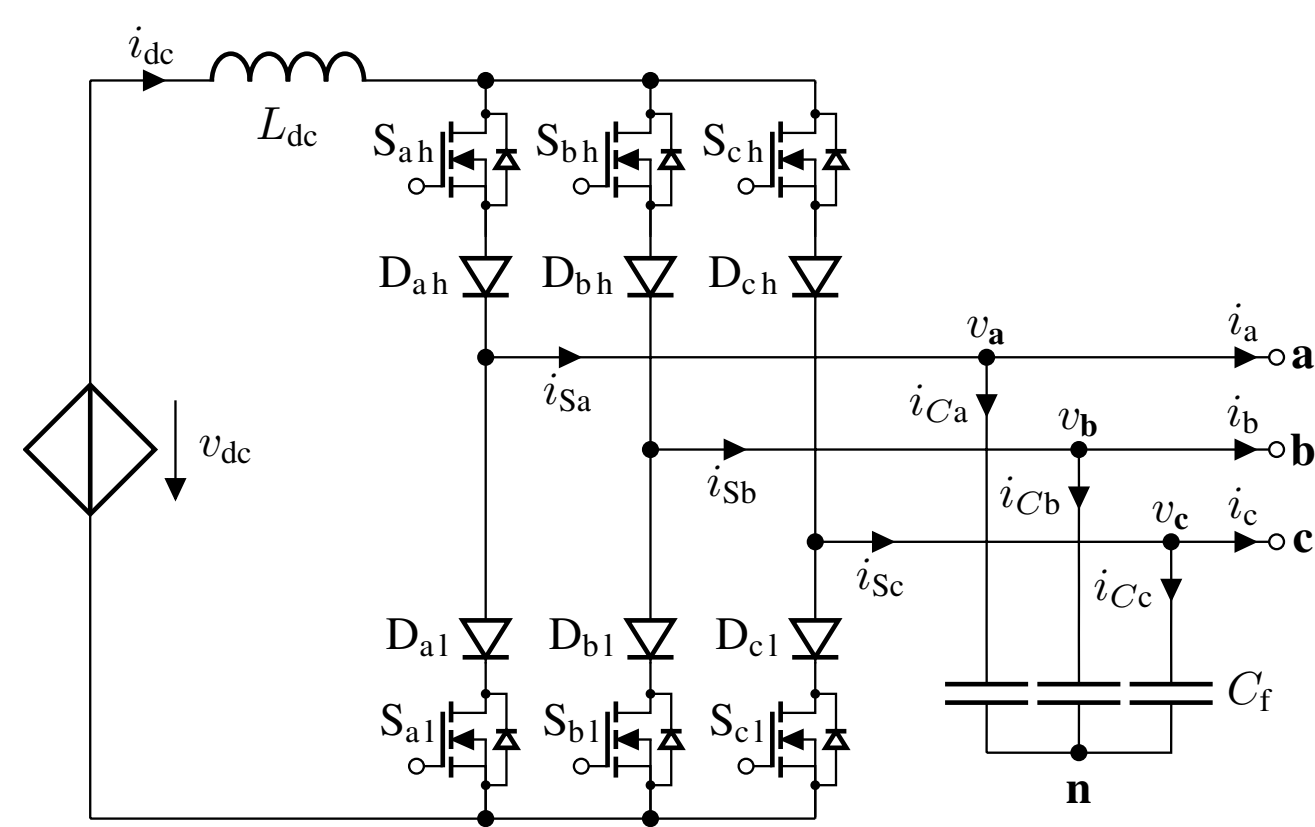 i_dc
L_dc
S_ah S_bh S_ch
D_ah D_bh D_ch
v_a i_a a
i_Sa i_Ca
v_b i_b b
v_dc
i_Sb i_Cb
v_c i_c c
i_Sc i_Cc
D_al D_bl D_cl
S_al S_bl S_cl C_f
n